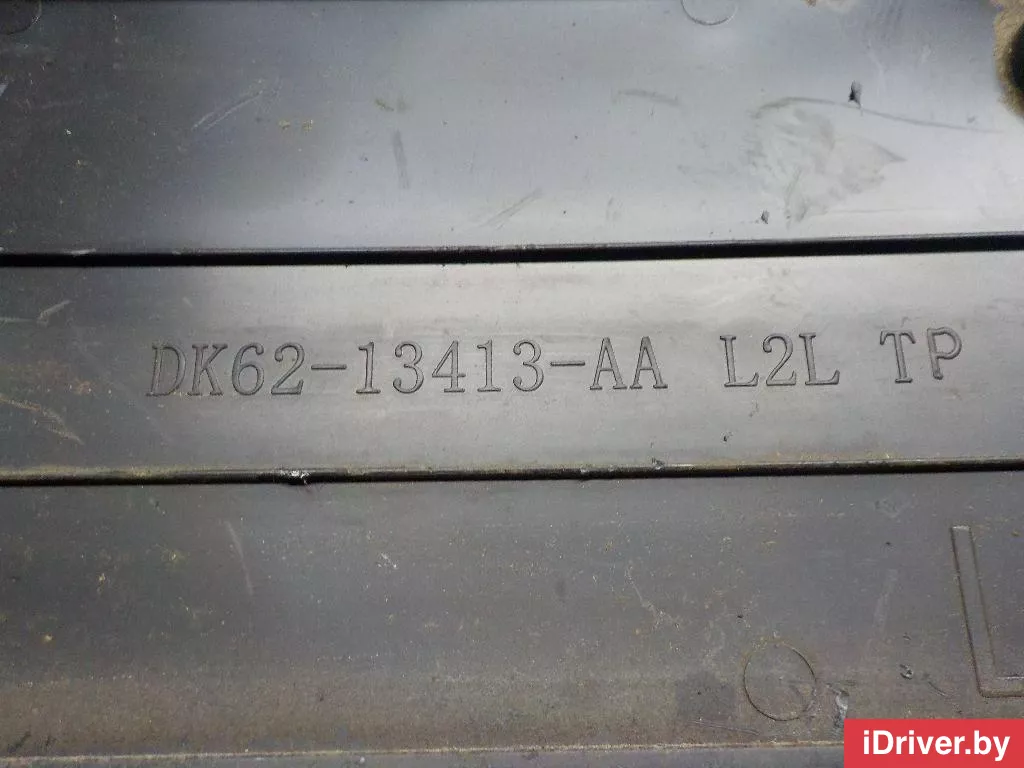 DK62-13413-AA L2L TP
L
iDriver.by